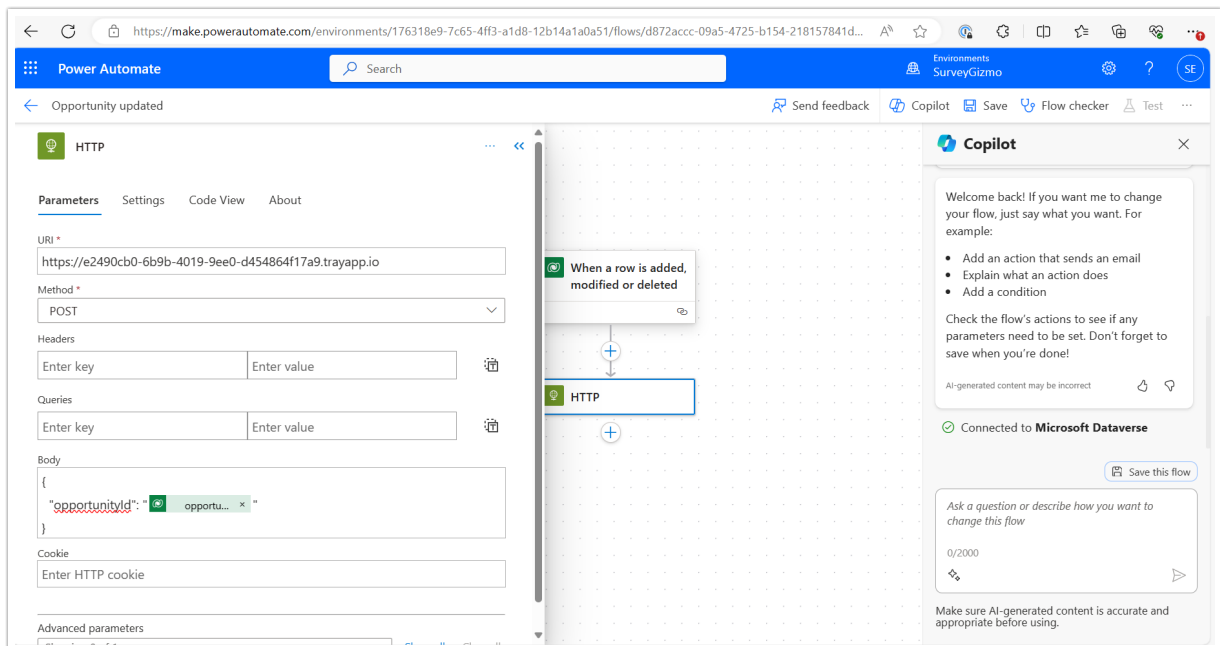 https://make.powerautomate.com/environments/176318e9-7c65-4ff3-a1d8-12b14a1a0a51/flows/d872accc-09a5-4725-b154-218157841d...
Power Automate
Search
Environments
SurveyGizmo
SE
Opportunity updated
Send feedback
Copilot
Save
Flow checker
Test
HTTP
Parameters
Settings
Code View
About
URI *
https://e2490cb0-6b9b-4019-9ee0-d454864f17a9.trayapp.io
Method *
POST
Headers
Enter key
Enter value
Queries
Enter key
Enter value
Body
{
"opportunityId": " opportu... × "
}
Cookie
Enter HTTP cookie
Advanced parameters
When a row is added,
modified or deleted
HTTP
Copilot
Welcome back! If you want me to change
your flow, just say what you want. For
example:
• Add an action that sends an email
• Explain what an action does
• Add a condition
Check the flow's actions to see if any
parameters need to be set. Don't forget to
save when you're done!
AI-generated content may be incorrect
Connected to Microsoft Dataverse
Save this flow
Ask a question or describe how you want to
change this flow
0/2000
Make sure AI-generated content is accurate and
appropriate before using.